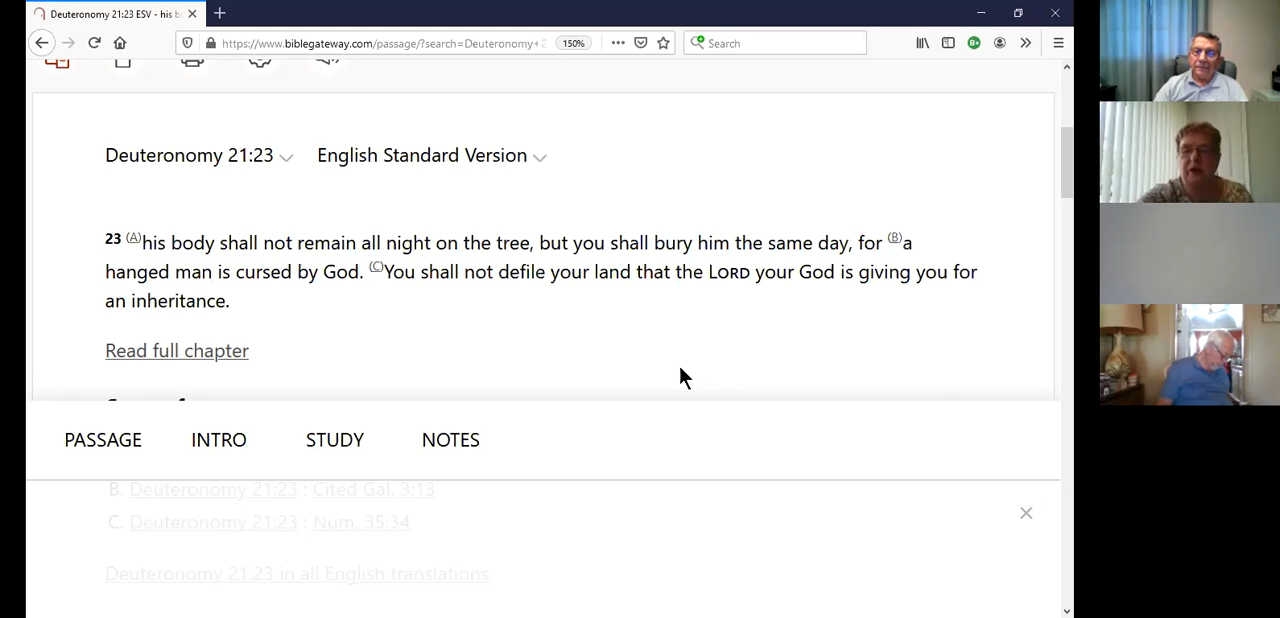 Deuteronomy 21:23 ESV - his b
https://www.biblegateway.com/passage/?search=Deuteronomy+2
150%
Search
Deuteronomy 21:23
English Standard Version
23 (A)his body shall not remain all night on the tree, but you shall bury him the same day, for (B)a
hanged man is cursed by God. (C)You shall not defile your land that the LORD your God is giving you for
an inheritance.
Read full chapter
PASSAGE INTRO STUDY NOTES
B. Deuteronomy 21:23 : Cited Gal. 3:13
C. Deuteronomy 21:23 : Num. 35:34
Deuteronomy 21:23 in all English translations